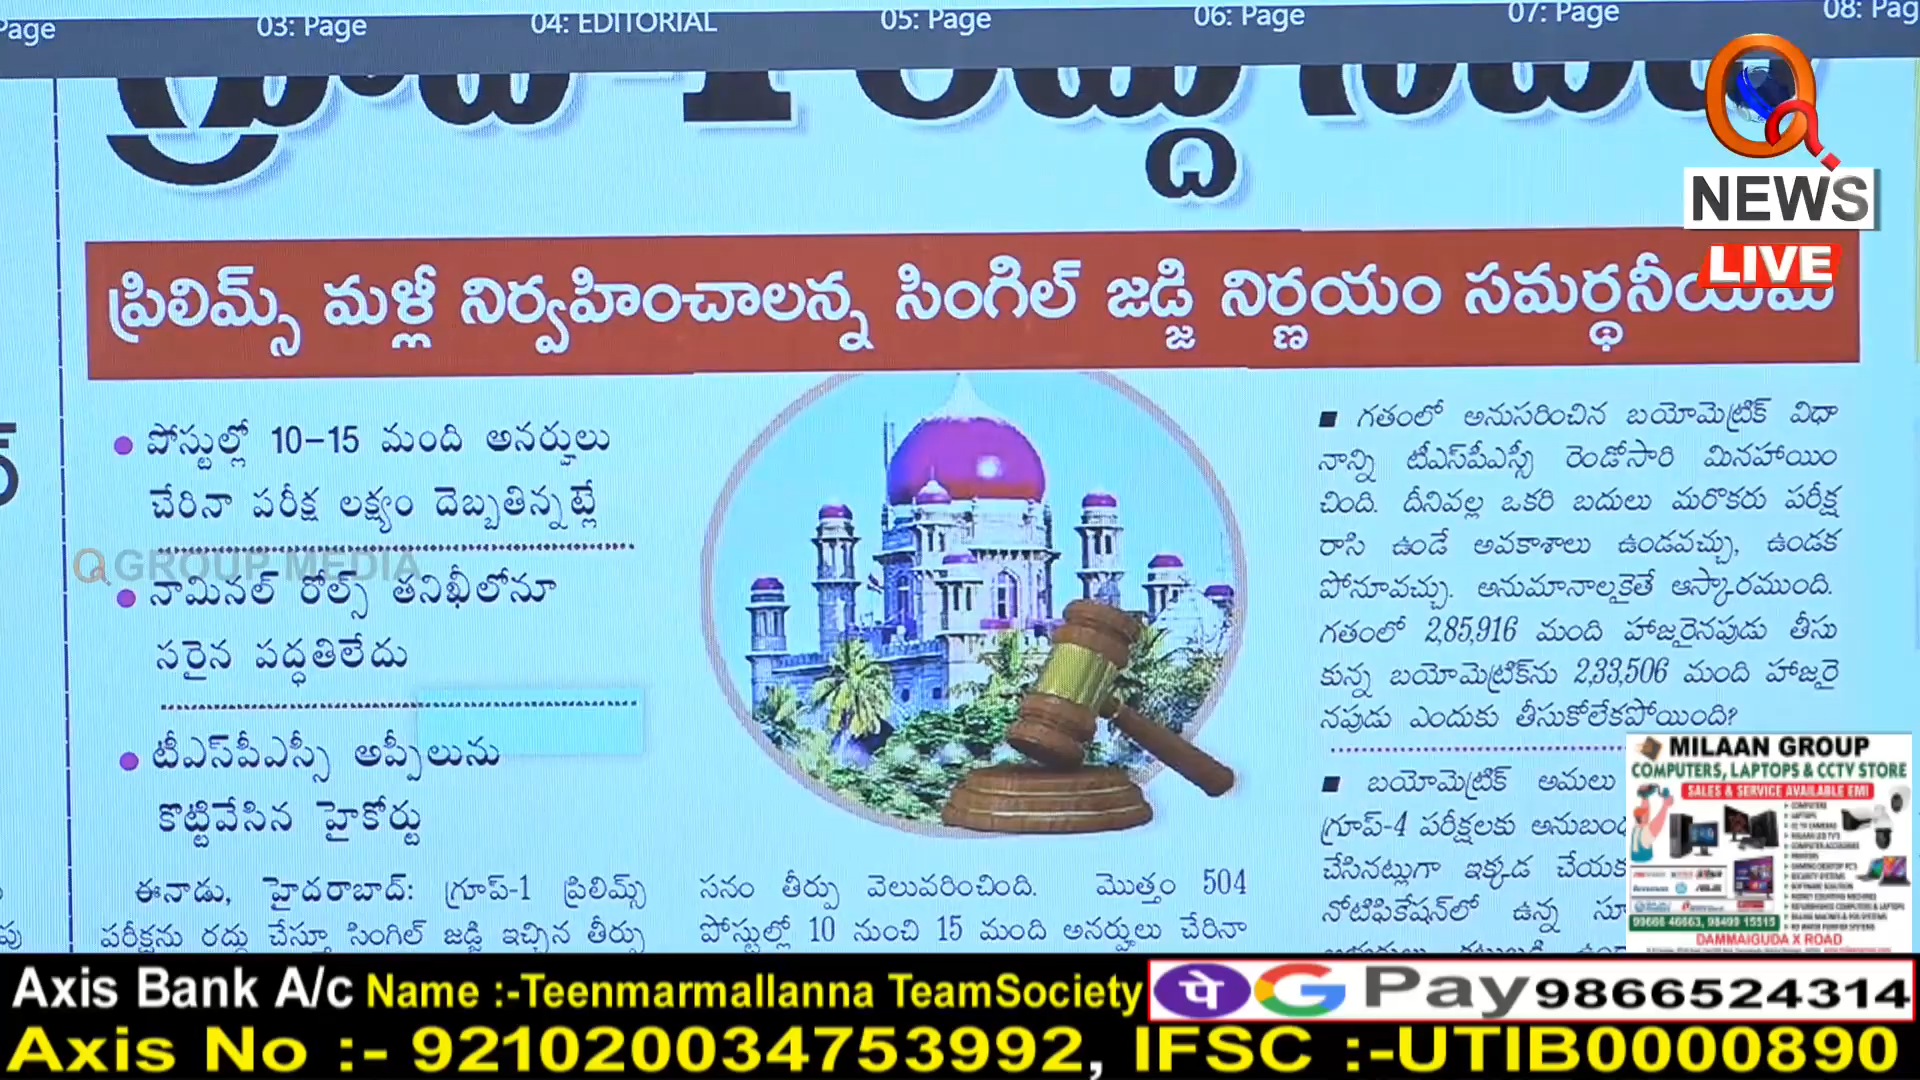 Page
03: Page
04: EDITORIAL
05: Page
06: Page
07: Page
08: Pag
NEWS
LIVE
ప్రిలిమ్స్ మళ్లీ నిర్వహించాలన్న సింగిల్ జడ్జి నిర్ణయం సమర్థనీయమే
● పోస్టుల్లో 10-15 మంది అనర్హులు
చేరినా పరీక్ష లక్ష్యం దెబ్బతిన్నట్లే
GROUP MEDIA
● నామినల్ రోల్స్ తనిఖీలోనూ
సరైన పద్ధతిలేదు
● టీఎస్‌పీఎస్సీ అప్పీలును
కొట్టివేసిన హైకోర్టు
ఈనాడు, హైదరాబాద్: గ్రూప్-1 ప్రిలిమ్స్
పరీక్షను రద్దు చేస్తూ సింగిల్ జడ్జి ఇచ్చిన తీర్పు
సనం తీర్పు వెలువరించింది. మొత్తం 504
పోస్టుల్లో 10 నుంచి 15 మంది అనర్హులు చేరినా
■ గతంలో అనుసరించిన బయోమెట్రిక్ విధా
నాన్ని టీఎస్‌పీఎస్సీ రెండోసారి మినహాయిం
చింది. దీనివల్ల ఒకరి బదులు మరొకరు పరీక్ష
రాసి ఉండే అవకాశాలు ఉండవచ్చు, ఉండక
పోనూవచ్చు. అనుమానాలకైతే ఆస్కారముంది.
గతంలో 2,85,916 మంది హాజరైనపుడు తీసు
కున్న బయోమెట్రిక్‌ను 2,33,506 మంది హాజరై
నపుడు ఎందుకు తీసుకోలేకపోయింది?
■ బయోమెట్రిక్ అమలు
గ్రూప్-4 పరీక్షలకు అనుబం
చేసినట్లుగా ఇక్కడ చేయక
నోటిఫికేషన్‌లో ఉన్న సూ
MILAAN GROUP
COMPUTERS, LAPTOPS & CCTV STORE
SALES & SERVICE AVAILABLE EMI
99666 46663, 98499 15515
DAMMAIGUDA X ROAD
Axis Bank A/c Name :-Teenmarmallanna TeamSociety पे G Pay 9866524314
Axis No :- 921020034753992, IFSC :-UTIB0000890